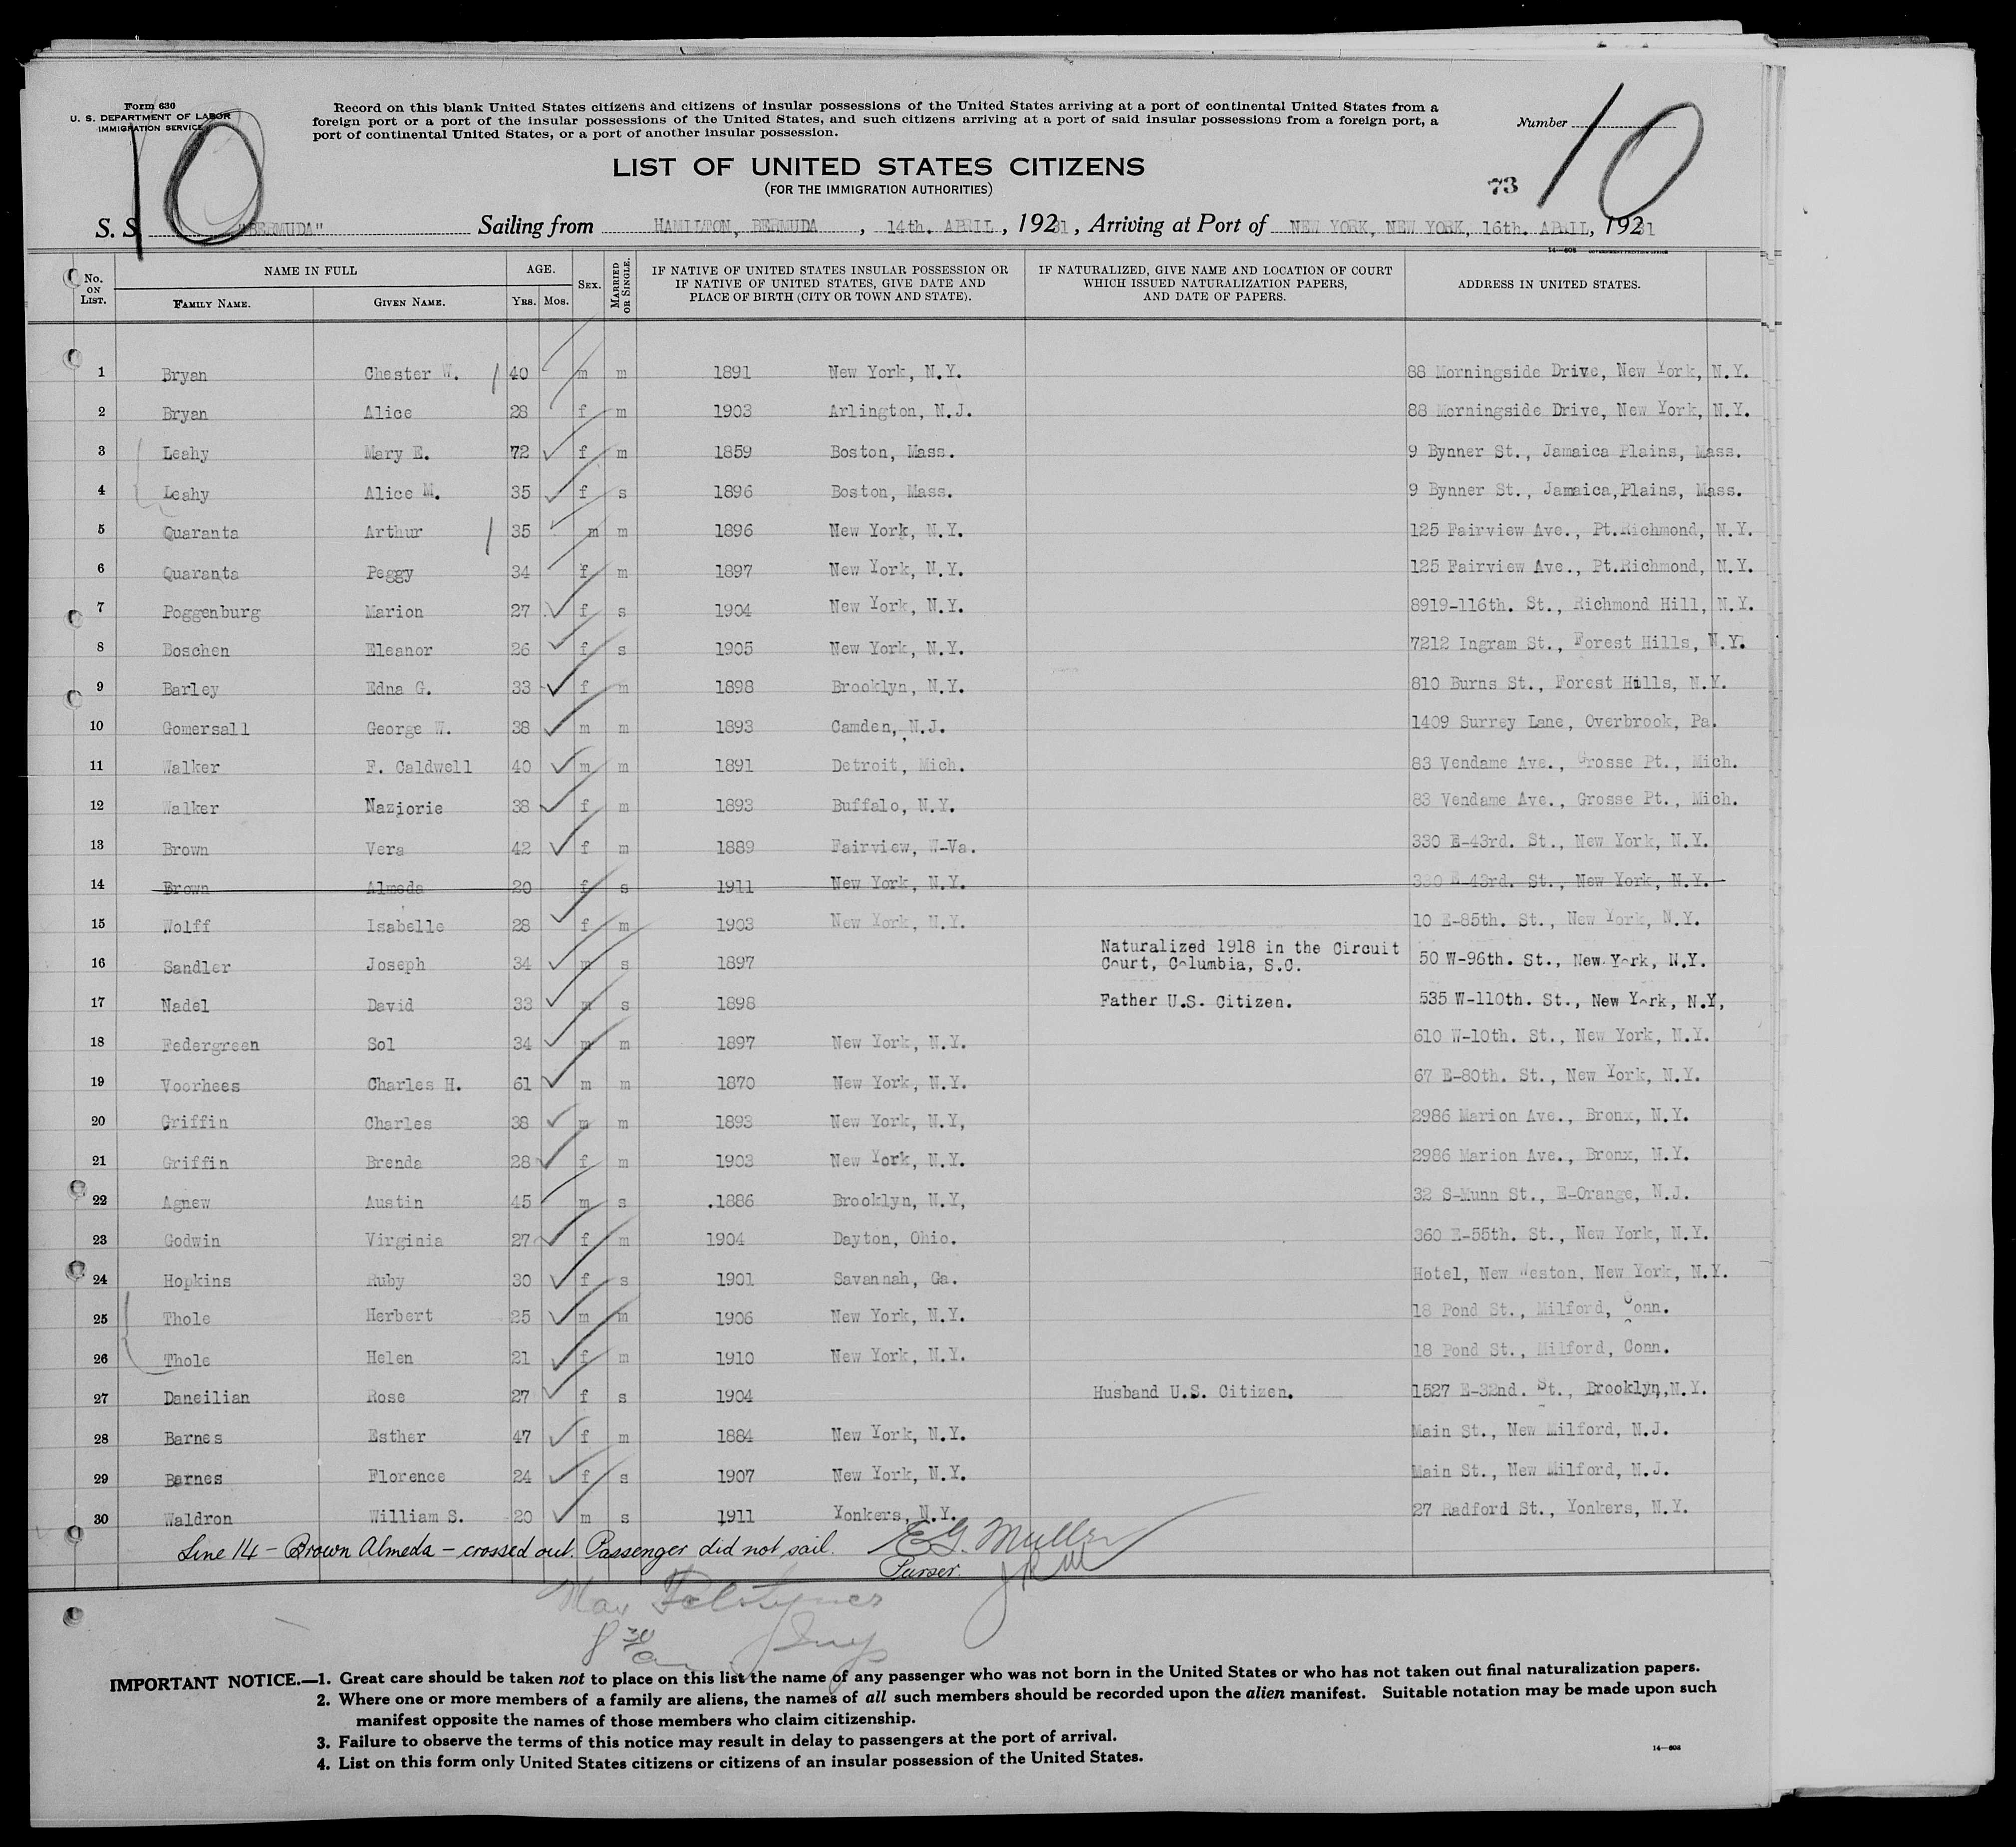 Form 630
U. S. DEPARTMENT OF LABOR
IMMIGRATION SERVICE
10
Record on this blank United States citizens and citizens of insular possessions of the United States arriving at a port of continental United States from a
foreign port or a port of the insular possessions of the United States, and such citizens arriving at a port of said insular possessions from a foreign port, a
port of continental United States, or a port of another insular possession.
Number
10
LIST OF UNITED STATES CITIZENS
(FOR THE IMMIGRATION AUTHORITIES)
73
S. S. "BERMUDA" Sailing from HAMILTON, BERMUDA, 14th. APRIL, 1931, Arriving at Port of NEW YORK, NEW YORK, 16th. APRIL, 1931
14—608 GOVERNMENT PRINTING OFFICE
No. ON LIST. NAME IN FULL FAMILY NAME. GIVEN NAME. AGE. YRS. MOS. SEX. MARRIED OR SINGLE. IF NATIVE OF UNITED STATES INSULAR POSSESSION OR IF NATIVE OF UNITED STATES, GIVE DATE AND PLACE OF BIRTH (CITY OR TOWN AND STATE). IF NATURALIZED, GIVE NAME AND LOCATION OF COURT WHICH ISSUED NATURALIZATION PAPERS, AND DATE OF PAPERS. ADDRESS IN UNITED STATES.
1 Bryan Chester W. 40 m m 1891 New York, N.Y. 88 Morningside Drive, New York, N.Y.
2 Bryan Alice 28 f m 1903 Arlington, N.J. 88 Morningside Drive, New York, N.Y.
3 Leahy Mary E. 72 f m 1859 Boston, Mass. 9 Bynner St., Jamaica Plains, Mass.
4 Leahy Alice M. 35 f s 1896 Boston, Mass. 9 Bynner St., Jamaica,Plains, Mass.
5 Quaranta Arthur 35 m m 1896 New York, N.Y. 125 Fairview Ave., Pt.Richmond, N.Y.
6 Quaranta Peggy 34 f m 1897 New York, N.Y. 125 Fairview Ave., Pt.Richmond, N.Y.
7 Poggenburg Marion 27 f s 1904 New York, N.Y. 8919-116th. St., Richmond Hill, N.Y.
8 Boschen Eleanor 26 f s 1905 New York, N.Y. 7212 Ingram St., Forest Hills, N.Y.
9 Barley Edna G. 33 f m 1898 Brooklyn, N.Y. 810 Burns St., Forest Hills, N.Y.
10 Gomersall George W. 38 m m 1893 Camden, N.J. 1409 Surrey Lane, Overbrook, Pa.
11 Walker F. Caldwell 40 m m 1891 Detroit, Mich. 83 Vendame Ave., Grosse Pt., Mich.
12 Walker Nazjorie 38 f m 1893 Buffalo, N.Y. 83 Vendame Ave., Grosse Pt., Mich.
13 Brown Vera 42 f m 1889 Fairview, W-Va. 330 E-43rd. St., New York, N.Y.
14 Brown Almeda 20 f s 1911 New York, N.Y. 330 E-43rd. St., New York, N.Y.
15 Wolff Isabelle 28 f m 1903 New York, N.Y. 10 E-85th. St., New York, N.Y.
16 Sandler Joseph 34 m s 1897 Naturalized 1918 in the Circuit Court, Columbia, S.C. 50 W-96th. St., New York, N.Y.
17 Nadel David 33 m s 1898 Father U.S. Citizen. 535 W-110th. St., New York, N.Y,
18 Federgreen Sol 34 m m 1897 New York, N.Y. 610 W-10th. St., New York, N.Y.
19 Voorhees Charles H. 61 m m 1870 New York, N.Y. 67 E-80th. St., New York, N.Y.
20 Griffin Charles 38 m m 1893 New York, N.Y, 2986 Marion Ave., Bronx, N.Y.
21 Griffin Brenda 28 f m 1903 New York, N.Y. 2986 Marion Ave., Bronx, N.Y.
22 Agnew Austin 45 m s .1886 Brooklyn, N.Y, 32 S-Munn St., E-Orange, N.J.
23 Godwin Virginia 27 f m 1904 Dayton, Ohio. 360 E-55th. St., New York, N.Y.
24 Hopkins Ruby 30 f s 1901 Savannah, Ga. Hotel, New Weston, New York, N.Y.
25 Thole Herbert 25 m m 1906 New York, N.Y. 18 Pond St., Milford, Conn.
26 Thole Helen 21 f m 1910 New York, N.Y. 18 Pond St., Milford, Conn.
27 Daneilian Rose 27 f s 1904 Husband U.S. Citizen. 1527 E-32nd. St., Brooklyn,N.Y.
28 Barnes Esther 47 f m 1884 New York, N.Y. Main St., New Milford, N.J.
29 Barnes Florence 24 f s 1907 New York, N.Y. Main St., New Milford, N.J.
30 Waldron William S. 20 m s 1911 Yonkers, N.Y. 27 Radford St., Yonkers, N.Y.
Line 14 - Brown Almeda - crossed out. Passenger did not sail. E.G. Muller
Purser.
IMPORTANT NOTICE.—1. Great care should be taken not to place on this list the name of any passenger who was not born in the United States or who has not taken out final naturalization papers.
2. Where one or more members of a family are aliens, the names of all such members should be recorded upon the alien manifest. Suitable notation may be made upon such
manifest opposite the names of those members who claim citizenship.
3. Failure to observe the terms of this notice may result in delay to passengers at the port of arrival.
4. List on this form only United States citizens or citizens of an insular possession of the United States.
14—608